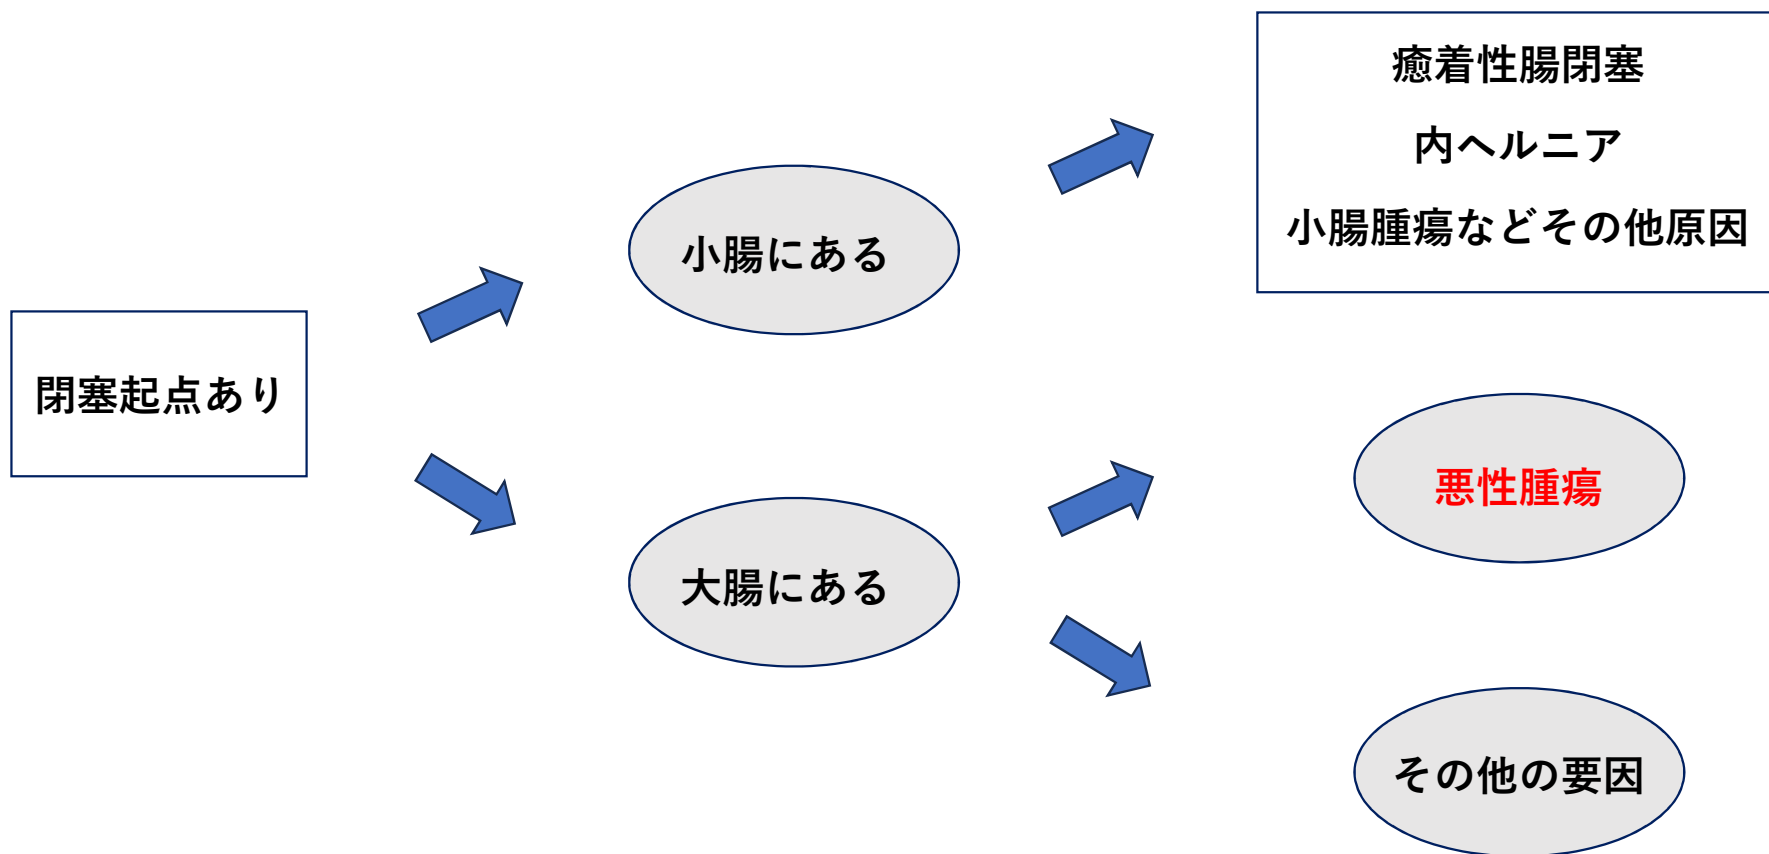 癒着性腸閉塞
内ヘルニア
小腸腫瘍などその他原因
小腸にある
閉塞起点あり
悪性腫瘍
大腸にある
その他の要因